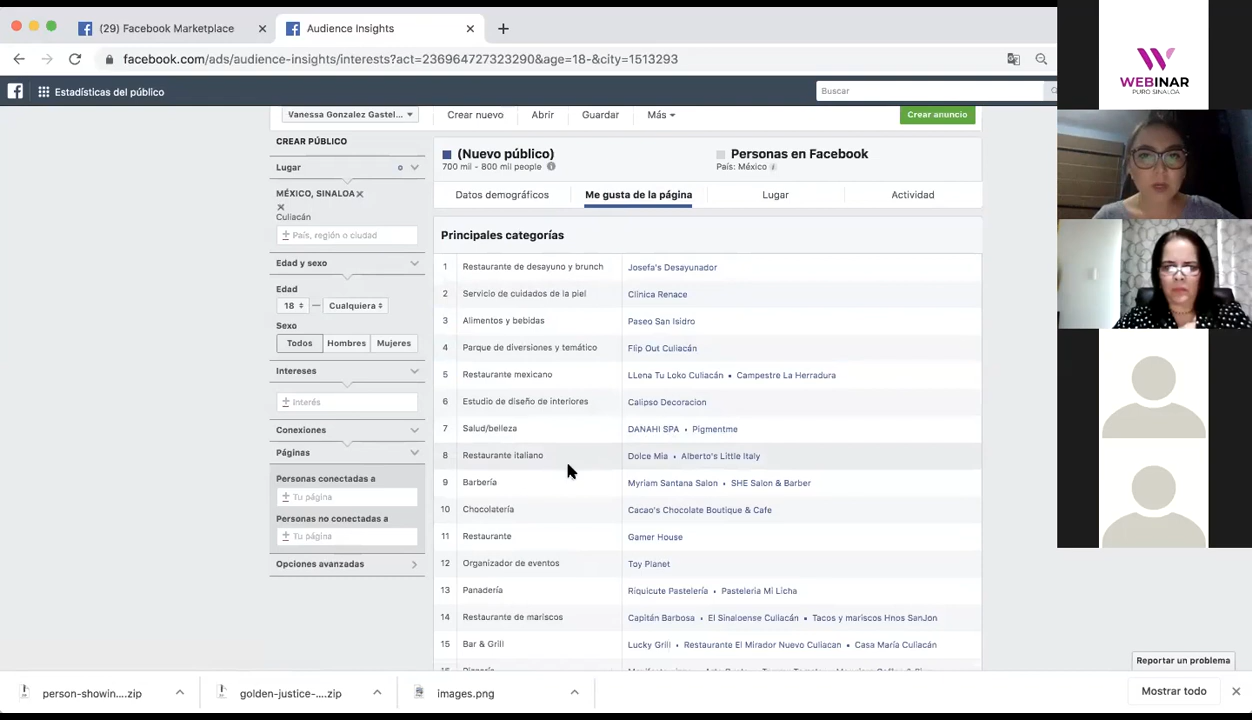 (29) Facebook Marketplace
Audience Insights
facebook.com/ads/audience-insights/interests?act=236964727323290&age=18-&city=1513293
Estadísticas del público
Buscar
Vanessa Gonzalez Gastel...
Crear nuevo
Abrir
Guardar
Más
Crear anuncio
CREAR PÚBLICO
Lugar
0
MÉXICO, SINALOA
Culiacán
País, región o ciudad
Edad y sexo
Edad
18 — Cualquiera
Sexo
Todos Hombres Mujeres
Intereses
Interés
Conexiones
Páginas
Personas conectadas a
Tu página
Personas no conectadas a
Tu página
Opciones avanzadas
(Nuevo público)
700 mil - 800 mil people
Personas en Facebook
País: México
Datos demográficos
Me gusta de la página
Lugar
Actividad
Principales categorías
1 Restaurante de desayuno y brunch Josefa's Desayunador
2 Servicio de cuidados de la piel Clinica Renace
3 Alimentos y bebidas Paseo San Isidro
4 Parque de diversiones y temático Flip Out Culiacán
5 Restaurante mexicano LLena Tu Loko Culiacán • Campestre La Herradura
6 Estudio de diseño de interiores Calipso Decoracion
7 Salud/belleza DANAHI SPA • Pigmentme
8 Restaurante italiano Dolce Mia • Alberto's Little Italy
9 Barbería Myriam Santana Salon • SHE Salon & Barber
10 Chocolatería Cacao's Chocolate Boutique & Cafe
11 Restaurante Gamer House
12 Organizador de eventos Toy Planet
13 Panadería Riquicute Pastelería • Pasteleria Mi Licha
14 Restaurante de mariscos Capitán Barbosa • El Sinaloense Culiacán • Tacos y mariscos Hnos SanJon
15 Bar & Grill Lucky Grill • Restaurante El Mirador Nuevo Culiacan • Casa María Culiacán
Reportar un problema
person-showin....zip
golden-justice-....zip
images.png
Mostrar todo
WEBINAR
PURO SINALOA